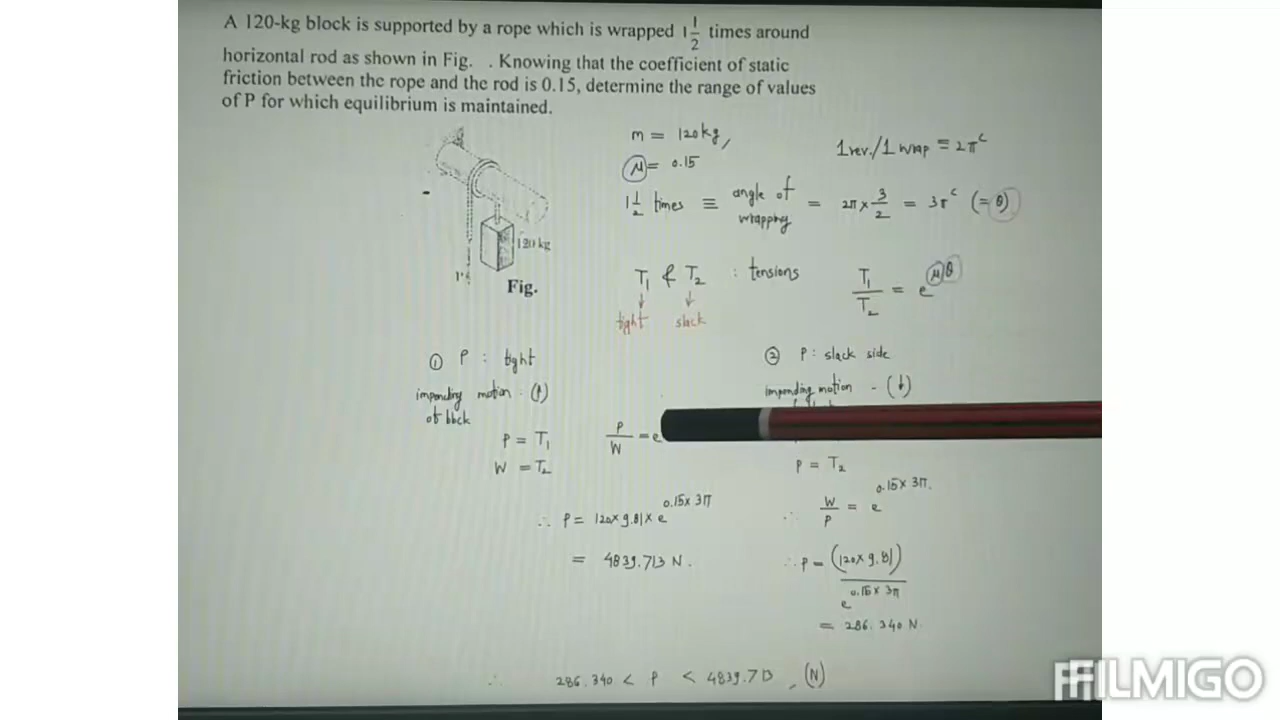 A 120-kg block is supported by a rope which is wrapped 1 1/2 times around
horizontal rod as shown in Fig. . Knowing that the coefficient of static
friction between the rope and the rod is 0.15, determine the range of values
of P for which equilibrium is maintained.
m = 120 kg,
μ = 0.15
1 rev./1 wrap ≡ 2π^c
1 1/2 times ≡ angle of wrapping = 2π × 3/2 = 3π^c (= θ)
120 kg
Fig.
T1 & T2 : tensions
tight slack
T1/T2 = e^μθ
① P : tight
impending motion : (↑)
of block
P = T1
W = T2
P/W = e
∴ P = 120 × 9.81 × e^0.15 × 3π
= 4839.713 N.
② P : slack side
impending motion - (↓)
P = T2
∴ W/P = e^0.15 × 3π.
∴ P = (120 × 9.81)/e^0.15 × 3π
= 286.340 N.
∴ 286.340 < P < 4839.713, (N)
FILMIGO